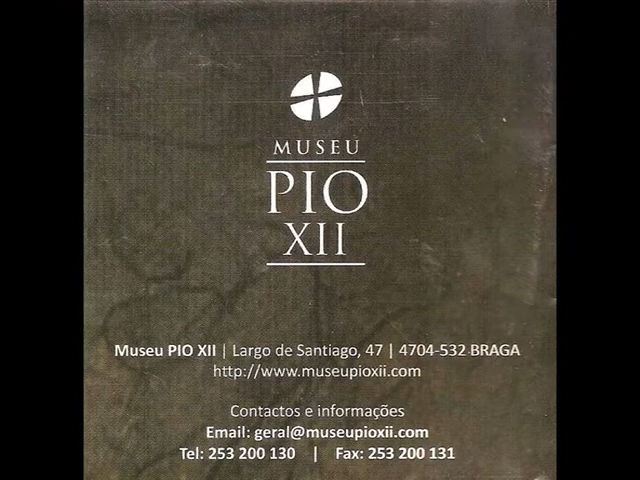 MUSEU
PIO
XII
Museu PIO XII | Largo de Santiago, 47 | 4704-532 BRAGA
http://www.museupioxii.com
Contactos e informações
Email: geral@museupioxii.com
Tel: 253 200 130 | Fax: 253 200 131